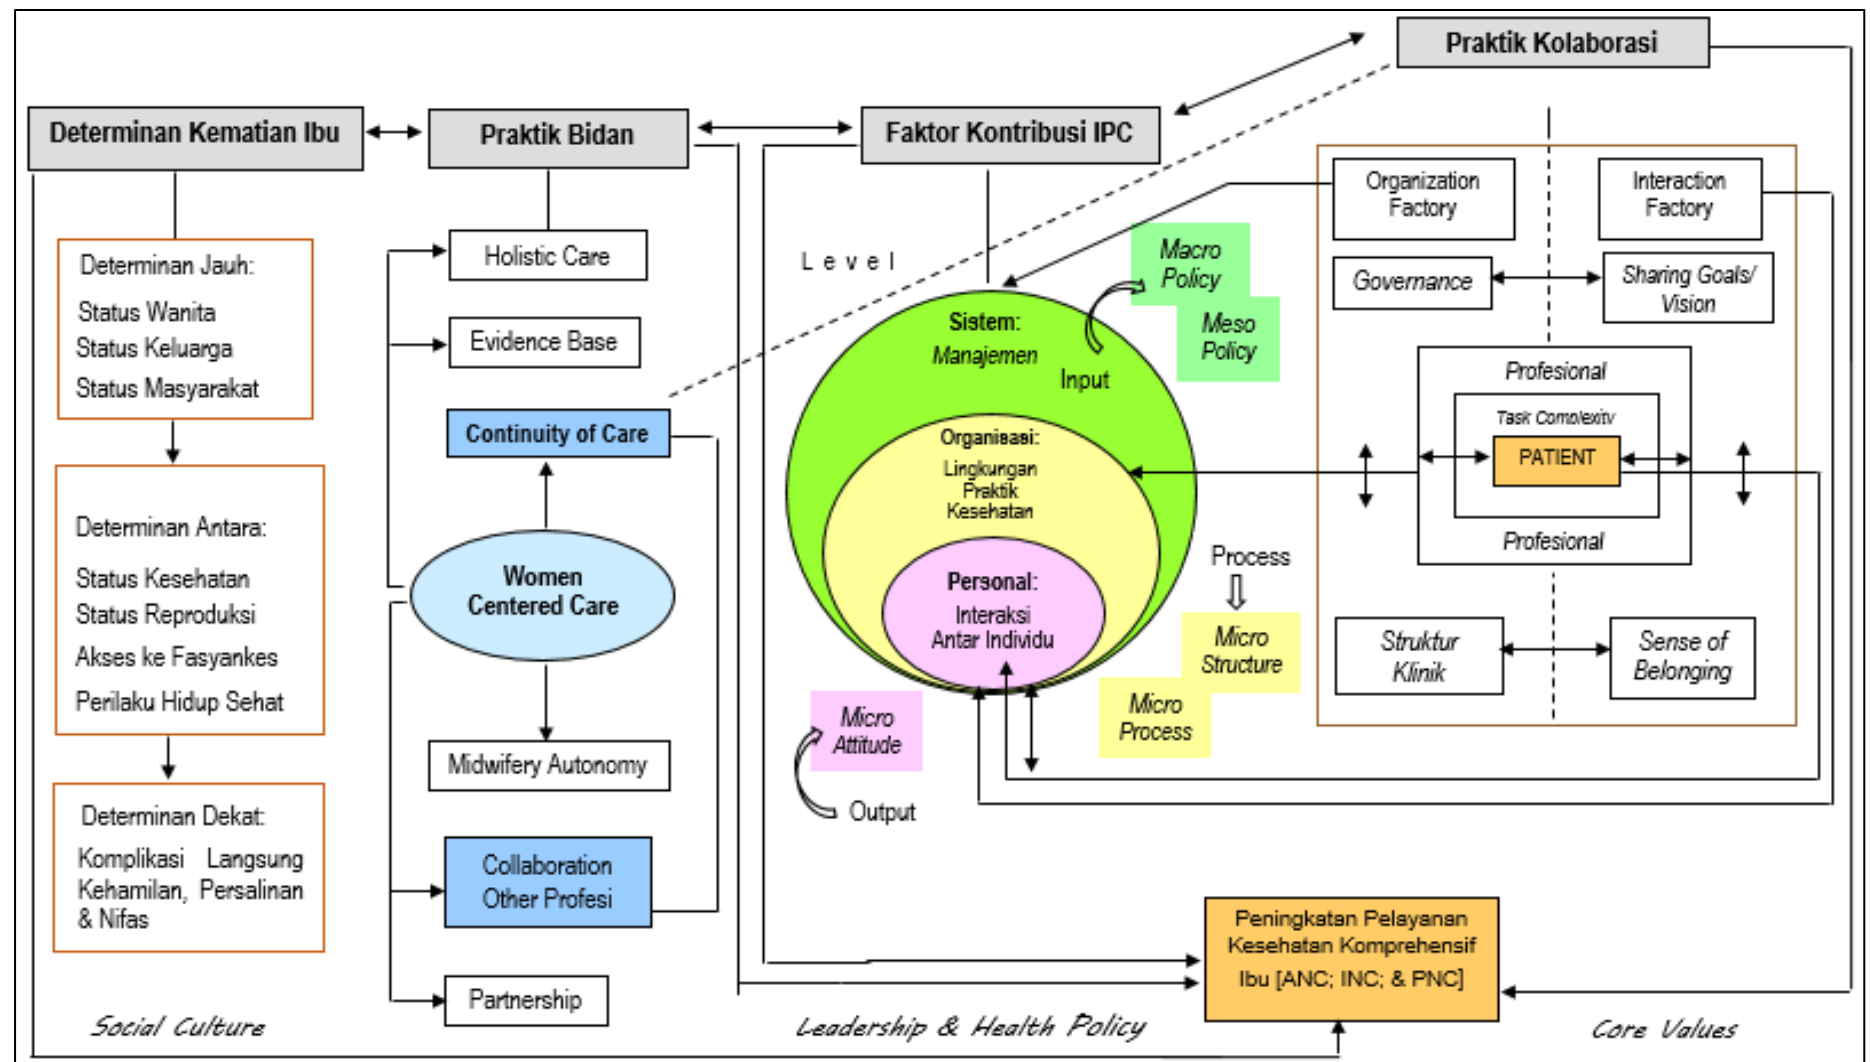 Praktik Kolaborasi
Determinan Kematian Ibu
Praktik Bidan
Faktor Kontribusi IPC
Determinan Jauh:
Status Wanita
Status Keluarga
Status Masyarakat
Determinan Antara:
Status Kesehatan
Status Reproduksi
Akses ke Fasyankes
Perilaku Hidup Sehat
Determinan Dekat:
Komplikasi Langsung
Kehamilan, Persalinan
& Nifas
Holistic Care
Evidence Base
Continuity of Care
Women
Centered Care
Midwifery Autonomy
Collaboration
Other Profesi
Partnership
Level
Sistem:
Manajemen
Input
Macro
Policy
Meso
Policy
Organisasi:
Lingkungan
Praktik
Kesehatan
Personal:
Interaksi
Antar Individu
Process
Micro
Structure
Micro
Process
Micro
Attitude
Output
Organization
Factory
Interaction
Factory
Governance
Sharing Goals/
Vision
Profesional
Task Complexity
PATIENT
Profesional
Struktur
Klinik
Sense of
Belonging
Peningkatan Pelayanan
Kesehatan Komprehensif
Ibu [ANC; INC; & PNC]
Social Culture
Leadership & Health Policy
Core Values